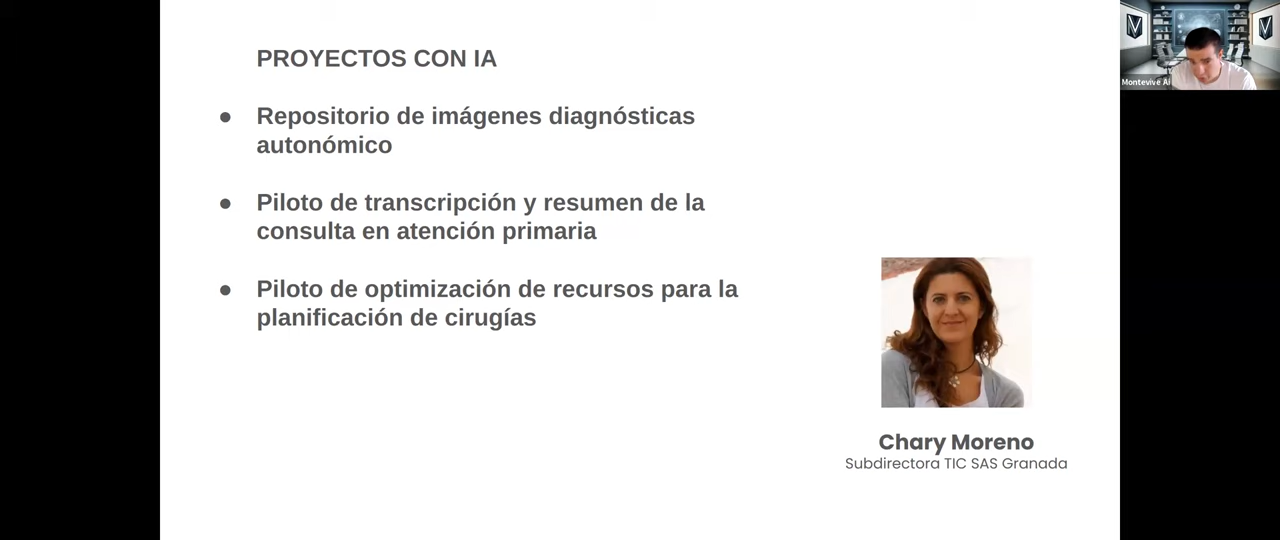 PROYECTOS CON IA
● Repositorio de imágenes diagnósticas
autonómico
● Piloto de transcripción y resumen de la
consulta en atención primaria
● Piloto de optimización de recursos para la
planificación de cirugías
Chary Moreno
Subdirectora TIC SAS Granada
Montevive Ai